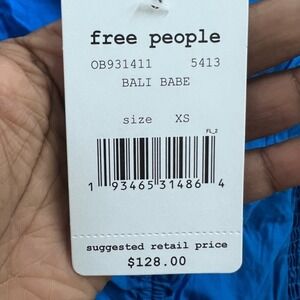 free people
OB931411 5413
BALI BABE
size XS
FL_2
1 93465 31486 4
suggested retail price
$128.00